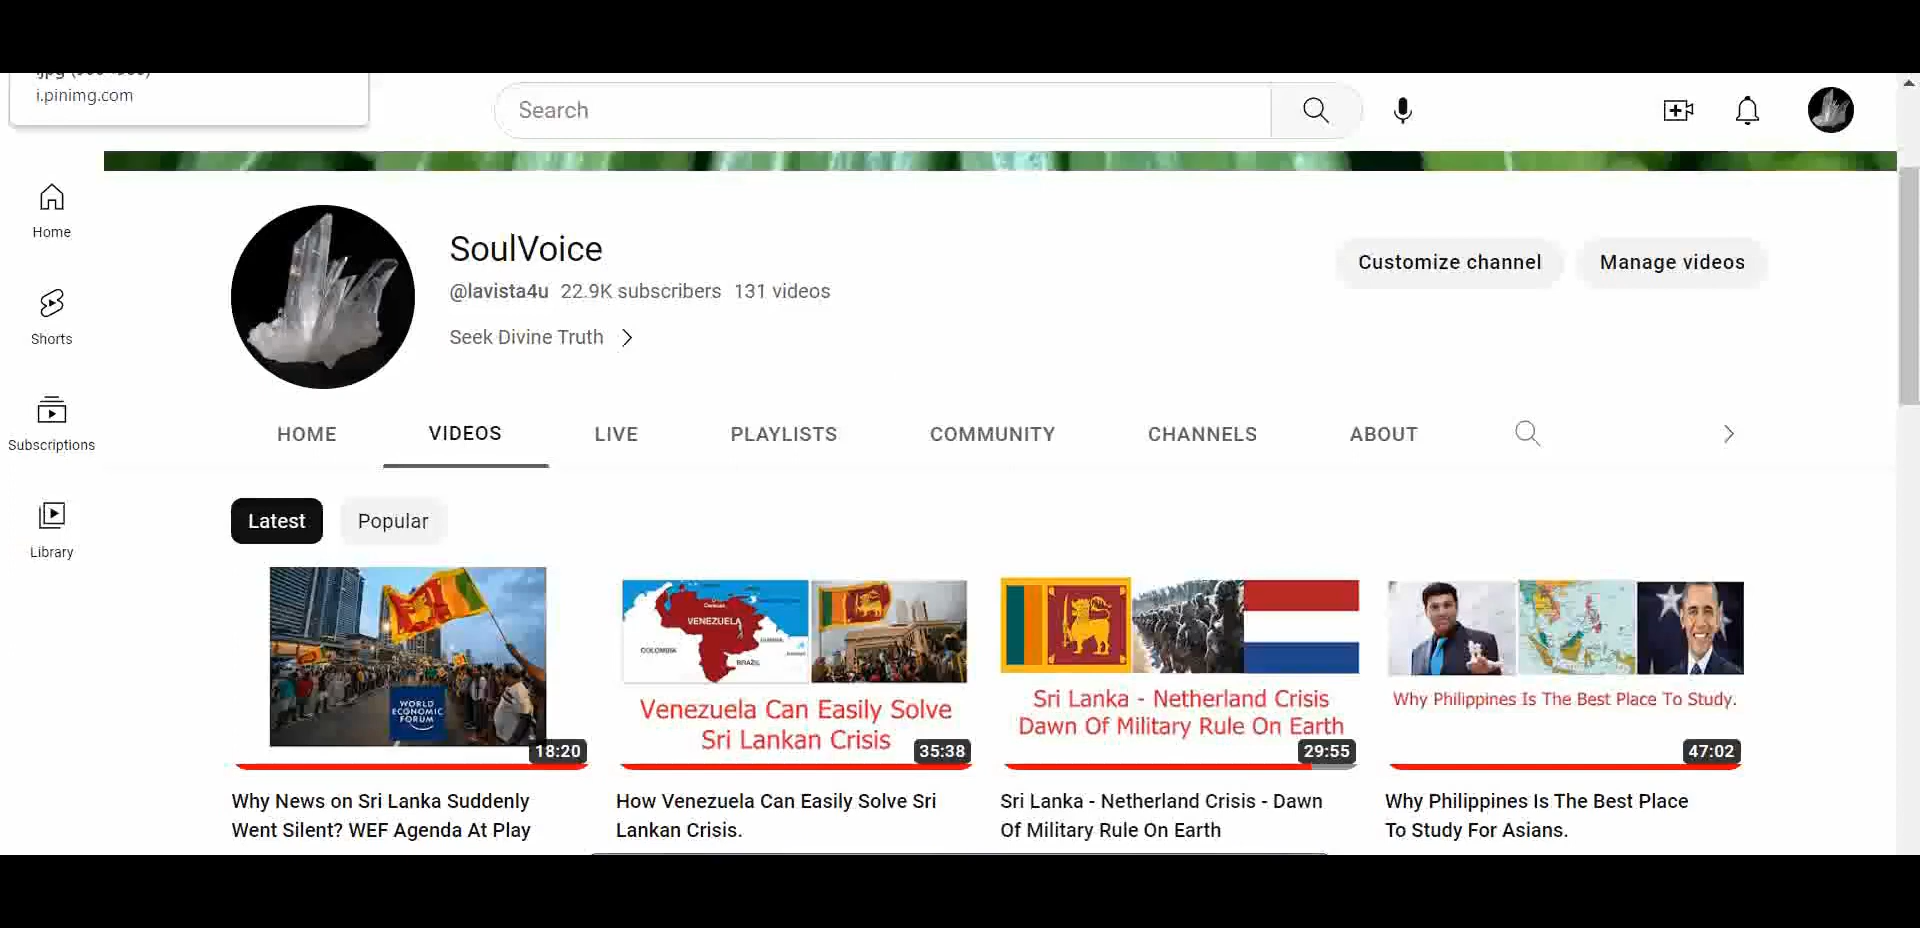 i.pinimg.com
Search
Home
Shorts
Subscriptions
Library
SoulVoice
@lavista4u 22.9K subscribers 131 videos
Seek Divine Truth
Customize channel
Manage videos
HOME
VIDEOS
LIVE
PLAYLISTS
COMMUNITY
CHANNELS
ABOUT
Latest
Popular
WORLD
ECONOMIC
FORUM
18:20
Why News on Sri Lanka Suddenly
Went Silent? WEF Agenda At Play
VENEZUELA
COLOMBIA
BRAZIL
Venezuela Can Easily Solve
Sri Lankan Crisis
35:38
How Venezuela Can Easily Solve Sri
Lankan Crisis.
Sri Lanka - Netherland Crisis
Dawn Of Military Rule On Earth
29:55
Sri Lanka - Netherland Crisis - Dawn
Of Military Rule On Earth
Why Philippines Is The Best Place To Study.
47:02
Why Philippines Is The Best Place
To Study For Asians.